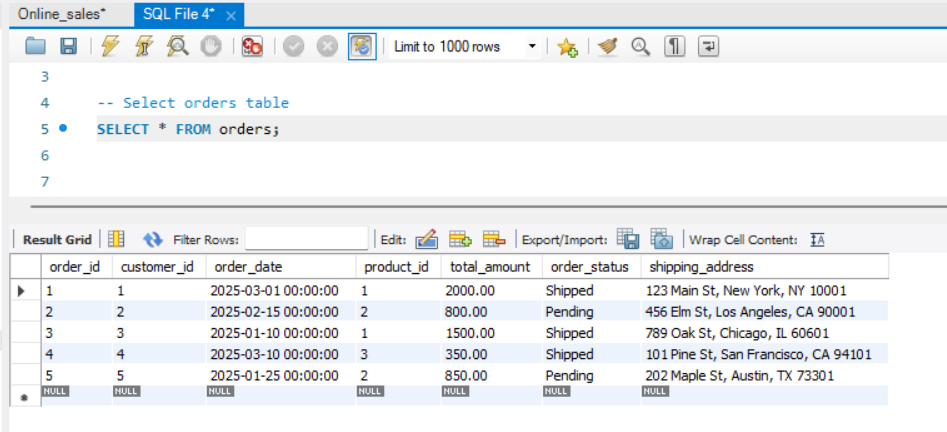 Online_sales* SQL File 4* ×
Limit to 1000 rows
3
4 -- Select orders table
5 SELECT * FROM orders;
6
7
Result Grid Filter Rows: Edit: Export/Import: Wrap Cell Content: IA
order_id customer_id order_date product_id total_amount order_status shipping_address
1 1 2025-03-01 00:00:00 1 2000.00 Shipped 123 Main St, New York, NY 10001
2 2 2025-02-15 00:00:00 2 800.00 Pending 456 Elm St, Los Angeles, CA 90001
3 3 2025-01-10 00:00:00 1 1500.00 Shipped 789 Oak St, Chicago, IL 60601
4 4 2025-03-10 00:00:00 3 350.00 Shipped 101 Pine St, San Francisco, CA 94101
5 5 2025-01-25 00:00:00 2 850.00 Pending 202 Maple St, Austin, TX 73301
NULL NULL NULL NULL NULL NULL NULL